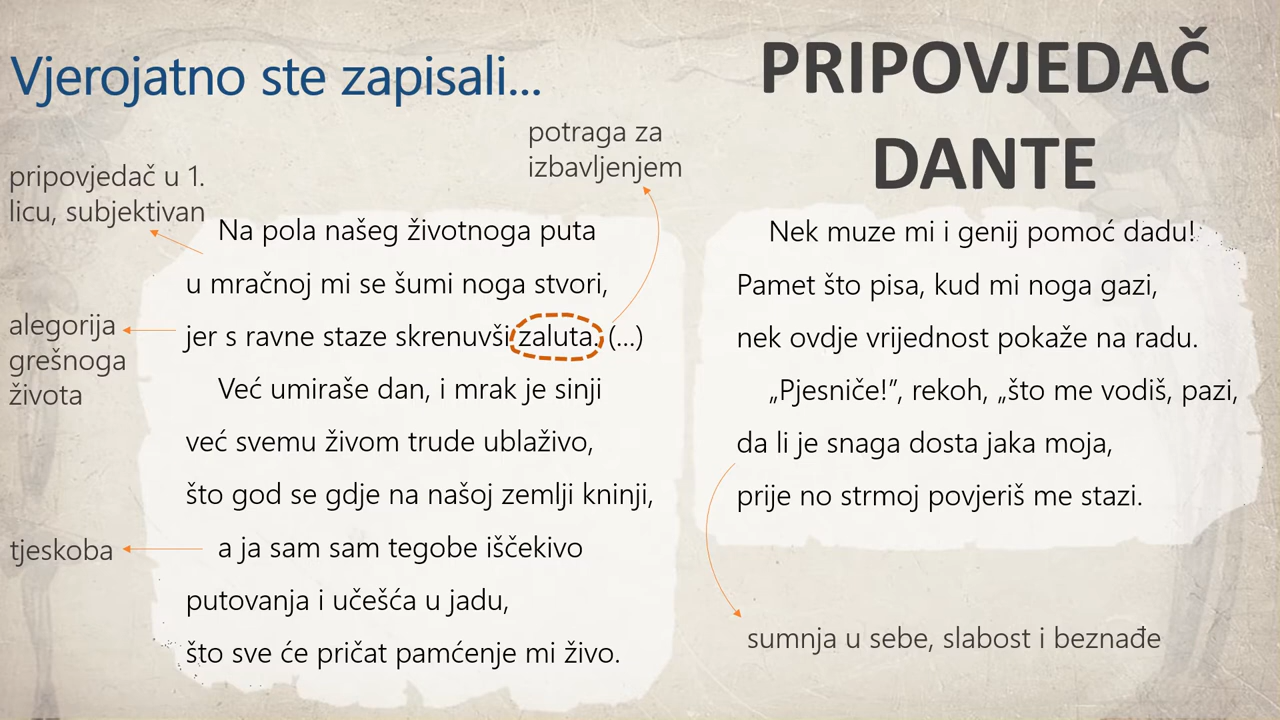 Vjerojatno ste zapisali...
PRIPOVJEDAČ
DANTE
potraga za
izbavljenjem
pripovjedač u 1.
licu, subjektivan
alegorija
grešnoga
života
tjeskoba
Na pola našeg životnoga puta
u mračnoj mi se šumi noga stvori,
jer s ravne staze skrenuvši zaluta. (...)
Već umiraše dan, i mrak je sinji
već svemu živom trude ublaživo,
što god se gdje na našoj zemlji kninji,
a ja sam sam tegobe iščekivo
putovanja i učešća u jadu,
što sve će pričat pamćenje mi živo.
Nek muze mi i genij pomoć dadu!
Pamet što pisa, kud mi noga gazi,
nek ovdje vrijednost pokaže na radu.
„Pjesniče!”, rekoh, „što me vodiš, pazi,
da li je snaga dosta jaka moja,
prije no strmoj povjeriš me stazi.
sumnja u sebe, slabost i beznađe